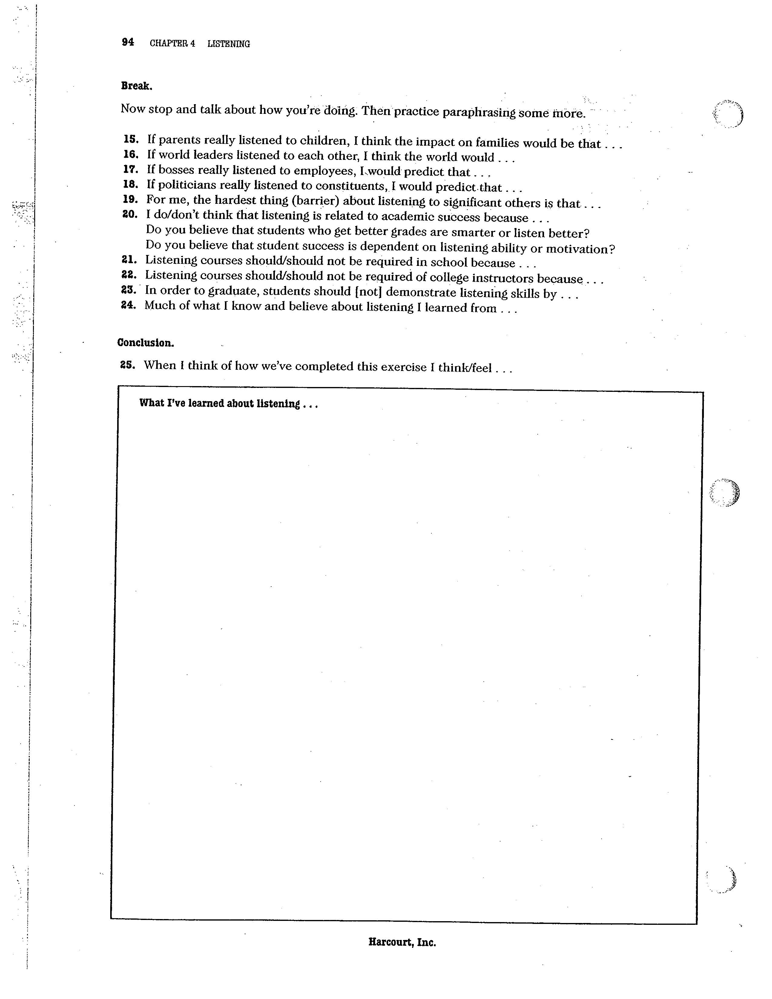 94 CHAPTER 4 LISTENING
Break.
Now stop and talk about how you're doing. Then practice paraphrasing some more.
15. If parents really listened to children, I think the impact on families would be that . . .
16. If world leaders listened to each other, I think the world would . . .
17. If bosses really listened to employees, I would predict that . . .
18. If politicians really listened to constituents, I would predict that . . .
19. For me, the hardest thing (barrier) about listening to significant others is that . . .
20. I do/don't think that listening is related to academic success because . . .
Do you believe that students who get better grades are smarter or listen better?
Do you believe that student success is dependent on listening ability or motivation?
21. Listening courses should/should not be required in school because . . .
22. Listening courses should/should not be required of college instructors because . . .
23. In order to graduate, students should [not] demonstrate listening skills by . . .
24. Much of what I know and believe about listening I learned from . . .
Conclusion.
25. When I think of how we've completed this exercise I think/feel . . .
What I've learned about listening . . .
Harcourt, Inc.